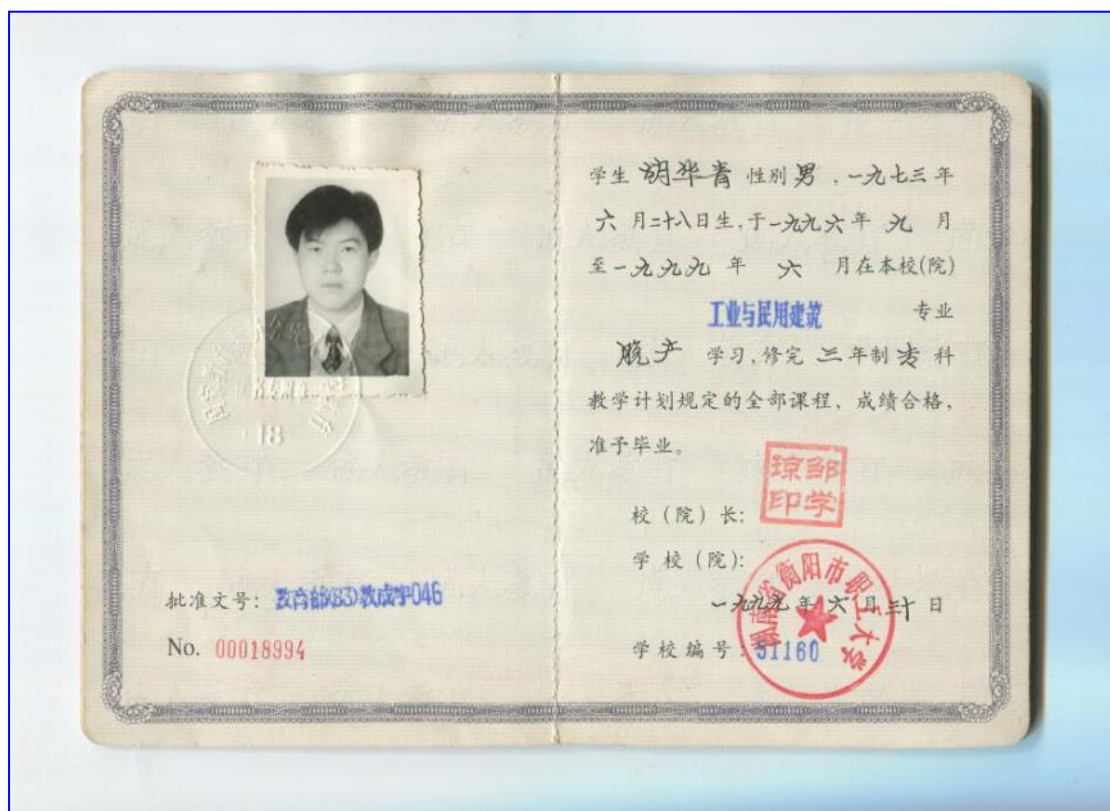 批准文号：教育部(83)教成字046
No. 00018994
学生 胡华青 性别 男 ，一九七三年
六 月二十八日生，于一九九六 年 九 月
至一九九九 年 六 月在本校(院)
工业与民用建筑 专业
脱产 学习，修完 三 年制 专 科
教学计划规定的全部课程、成绩合格，
准予毕业。
校（院）长：
邹学琼印
学 校（院）：
湖南省衡阳市职工大学
一九九九 年 六 月 三十 日
学校编号：51160